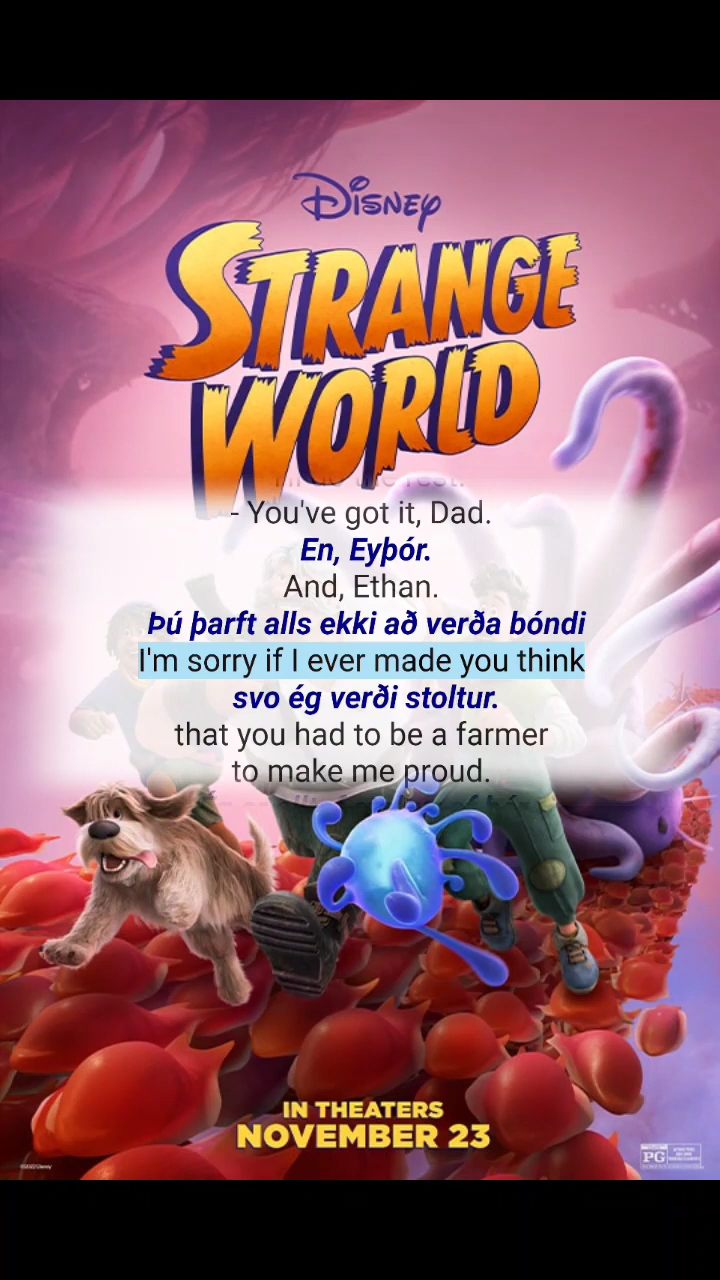 Disney
STRANGE
WORLD
- You've got it, Dad.
En, Eyþór.
And, Ethan.
Þú þarft alls ekki að verða bóndi
I'm sorry if I ever made you think
svo ég verði stoltur.
that you had to be a farmer
to make me proud.
IN THEATERS
NOVEMBER 23
PG